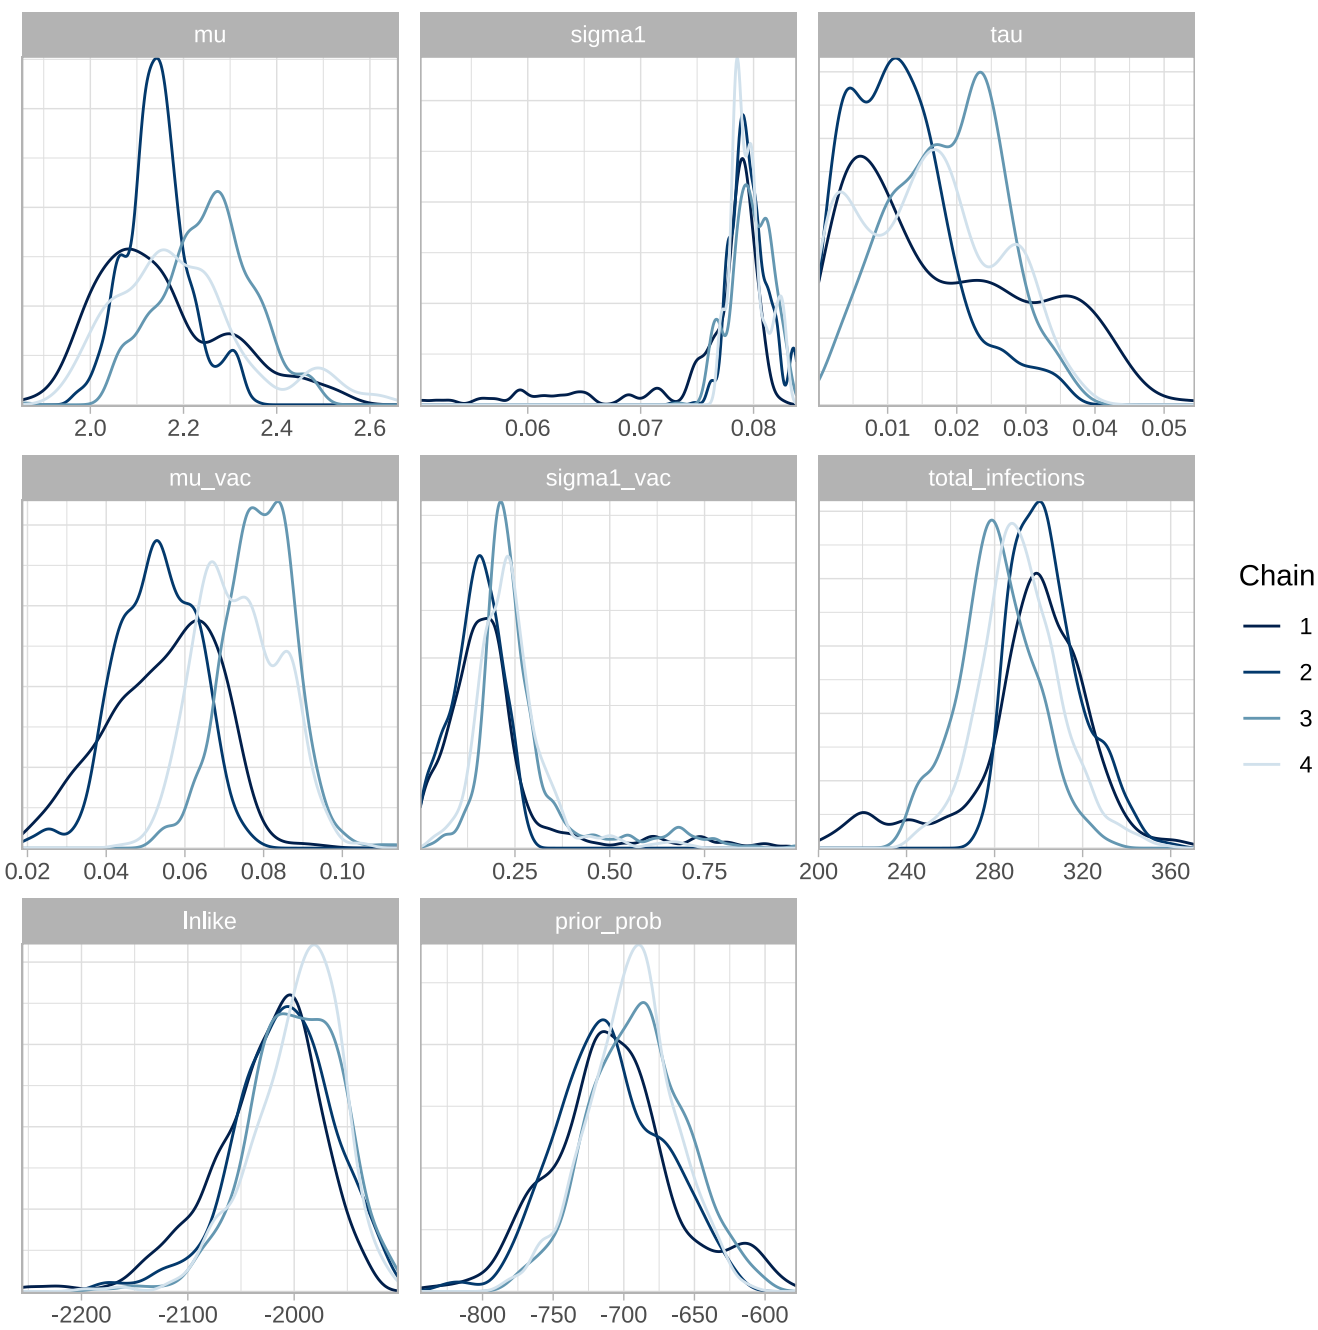 mu sigma1 tau
2.0 2.2 2.4 2.6 0.06 0.07 0.08 0.01 0.02 0.03 0.04 0.05
mu_vac sigma1_vac total_infections
0.02 0.04 0.06 0.08 0.10 0.25 0.50 0.75 200 240 280 320 360
Chain
1
2
3
4
lnlike prior_prob
-2200 -2100 -2000 -800 -750 -700 -650 -600